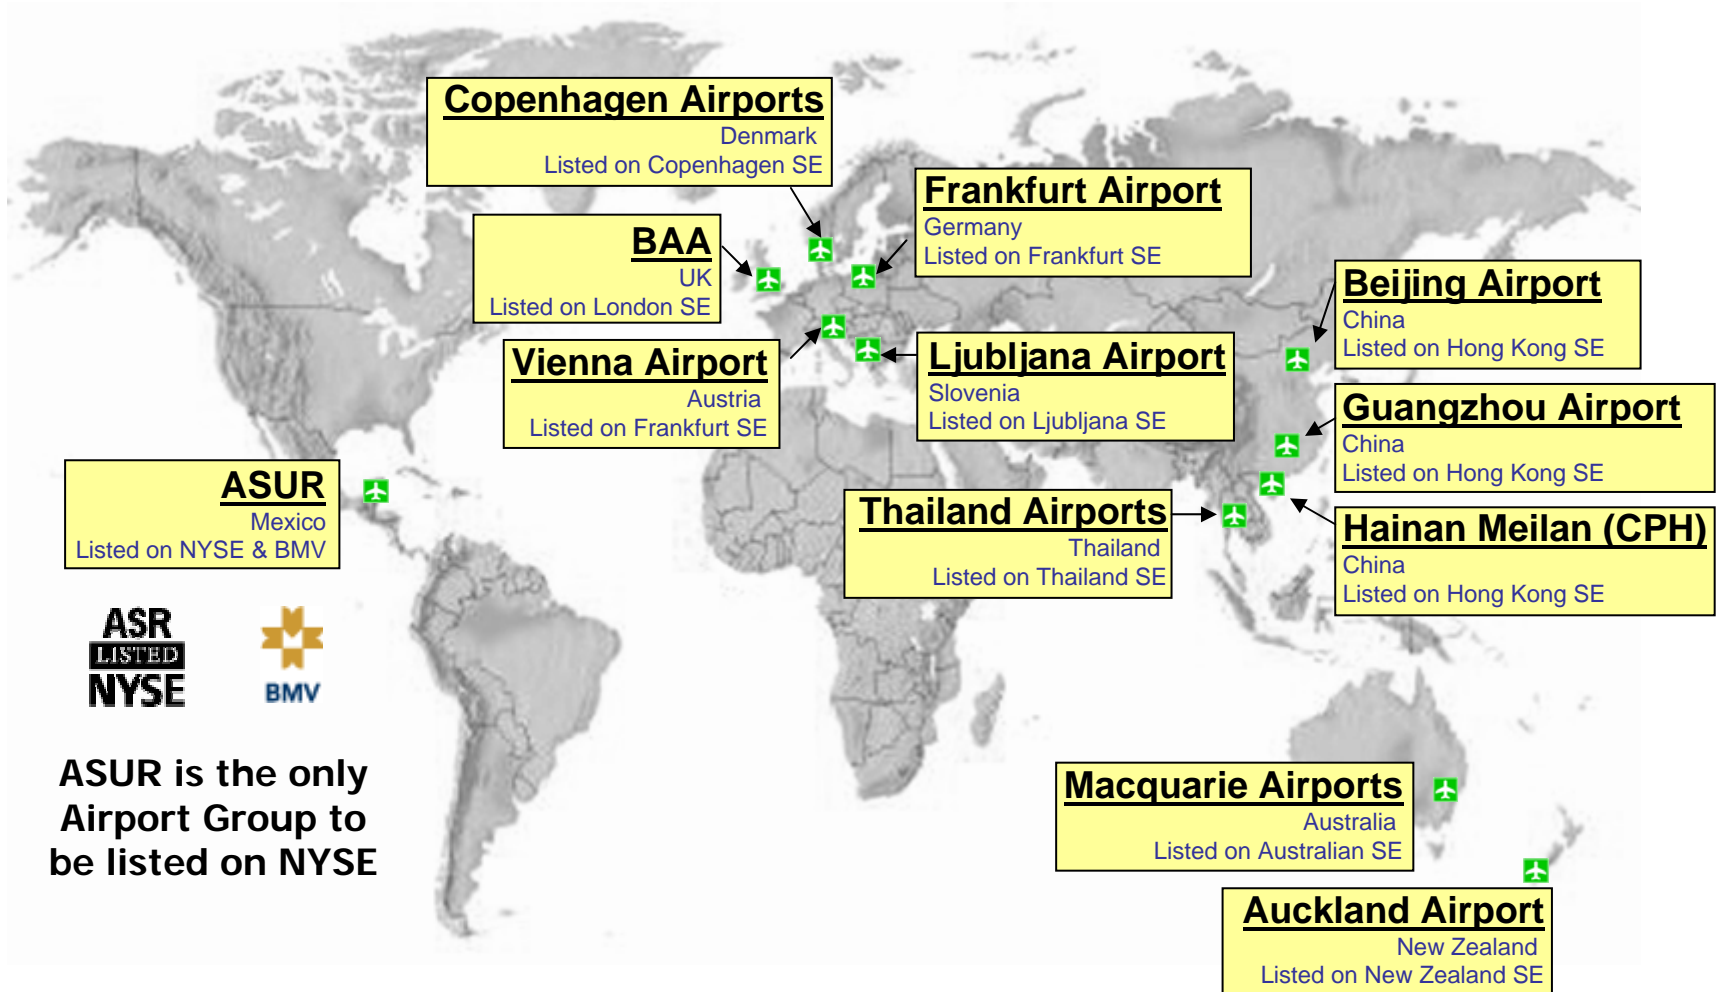 Copenhagen Airports
Denmark
Listed on Copenhagen SE
Frankfurt Airport
Germany
Listed on Frankfurt SE
BAA
UK
Listed on London SE
Beijing Airport
China
Listed on Hong Kong SE
Vienna Airport
Austria
Listed on Frankfurt SE
Ljubljana Airport
Slovenia
Listed on Ljubljana SE
Guangzhou Airport
China
Listed on Hong Kong SE
ASUR
Mexico
Listed on NYSE & BMV
Thailand Airports
Thailand
Listed on Thailand SE
Hainan Meilan (CPH)
China
Listed on Hong Kong SE
ASR
LISTED
NYSE
BMV
ASUR is the only
Airport Group to
be listed on NYSE
Macquarie Airports
Australia
Listed on Australian SE
Auckland Airport
New Zealand
Listed on New Zealand SE